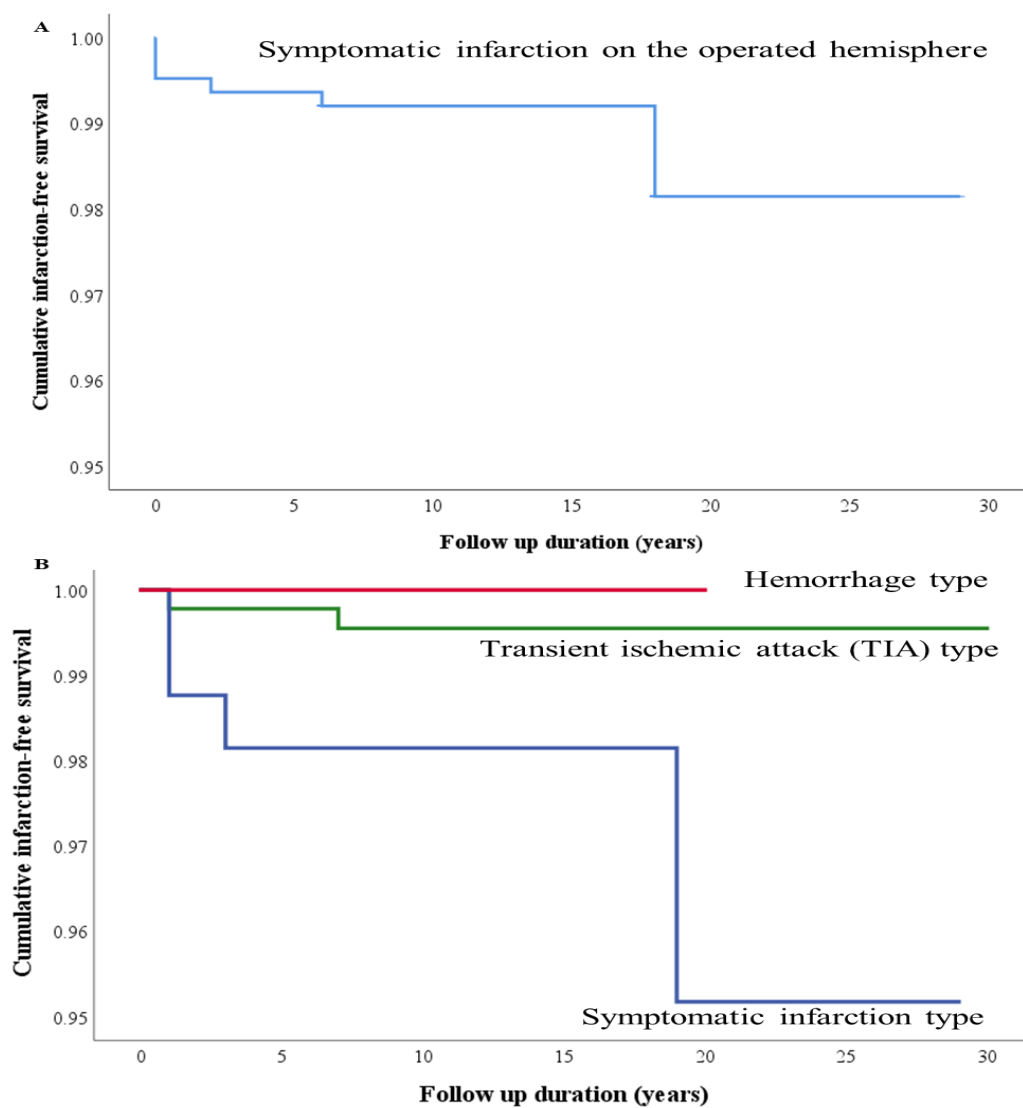 A
Symptomatic infarction on the operated hemisphere
Cumulative infarction-free survival
1.00
0.99
0.98
0.97
0.96
0.95
0 5 10 15 20 25 30
Follow up duration (years)
B
Hemorrhage type
Transient ischemic attack (TIA) type
Symptomatic infarction type
Cumulative infarction-free survival
1.00
0.99
0.98
0.97
0.96
0.95
0 5 10 15 20 25 30
Follow up duration (years)